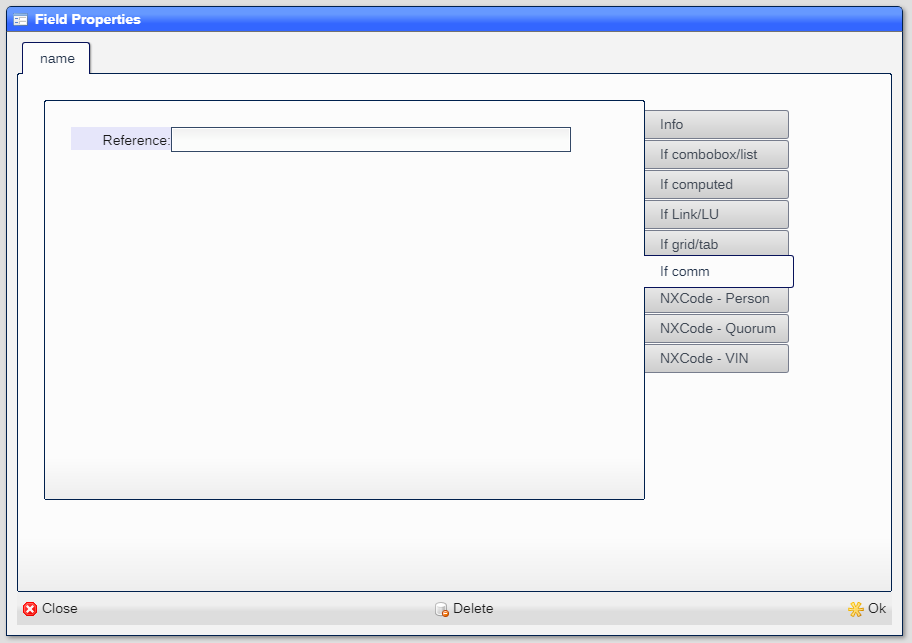 Field Properties
name
Reference:
Info
If combobox/list
If computed
If Link/LU
If grid/tab
If comm
NXCode - Person
NXCode - Quorum
NXCode - VIN
Close
Delete
Ok